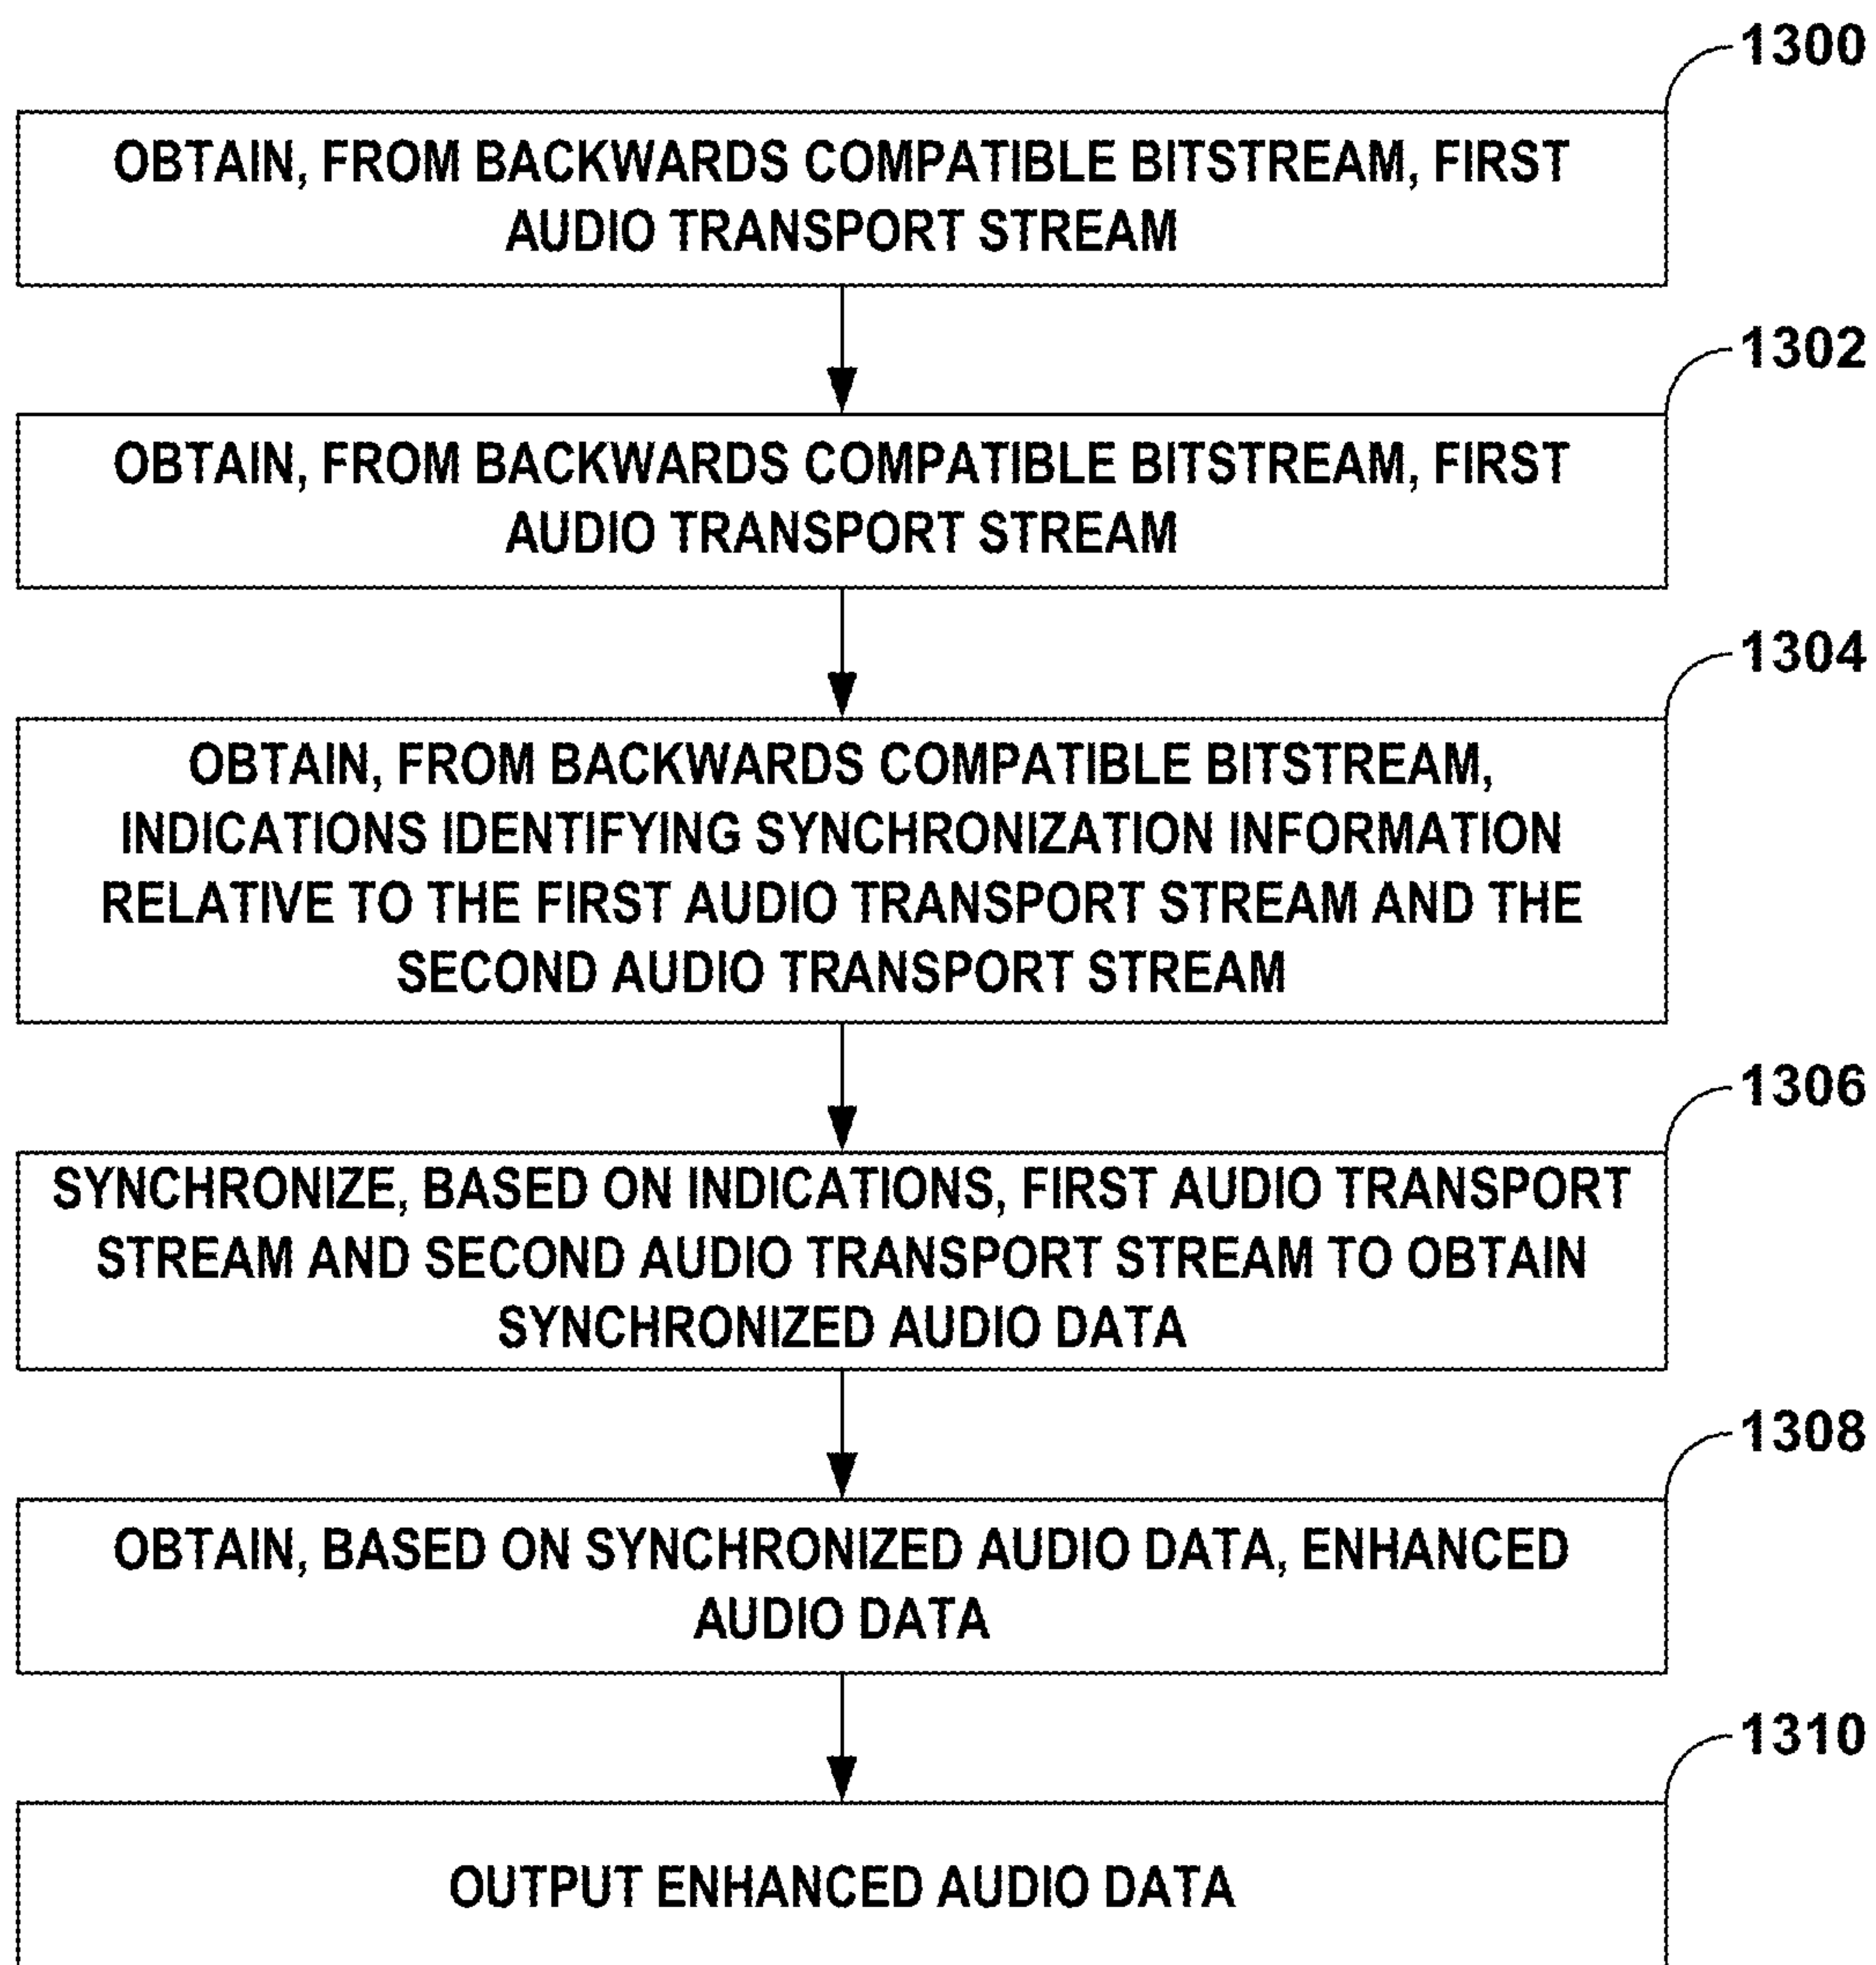 1300
OBTAIN, FROM BACKWARDS COMPATIBLE BITSTREAM, FIRST
AUDIO TRANSPORT STREAM
1302
OBTAIN, FROM BACKWARDS COMPATIBLE BITSTREAM, FIRST
AUDIO TRANSPORT STREAM
1304
OBTAIN, FROM BACKWARDS COMPATIBLE BITSTREAM,
INDICATIONS IDENTIFYING SYNCHRONIZATION INFORMATION
RELATIVE TO THE FIRST AUDIO TRANSPORT STREAM AND THE
SECOND AUDIO TRANSPORT STREAM
1306
SYNCHRONIZE, BASED ON INDICATIONS, FIRST AUDIO TRANSPORT
STREAM AND SECOND AUDIO TRANSPORT STREAM TO OBTAIN
SYNCHRONIZED AUDIO DATA
1308
OBTAIN, BASED ON SYNCHRONIZED AUDIO DATA, ENHANCED
AUDIO DATA
1310
OUTPUT ENHANCED AUDIO DATA